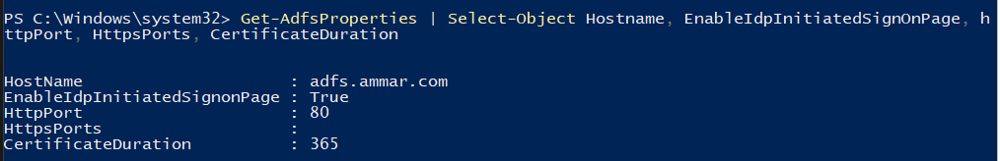 PS C:\Windows\system32> Get-AdfsProperties | Select-Object Hostname, EnableIdpInitiatedSignOnPage, h
ttpPort, HttpsPorts, CertificateDuration
HostName : adfs.ammar.com
EnableIdpInitiatedSignonPage : True
HttpPort : 80
HttpsPorts :
CertificateDuration : 365